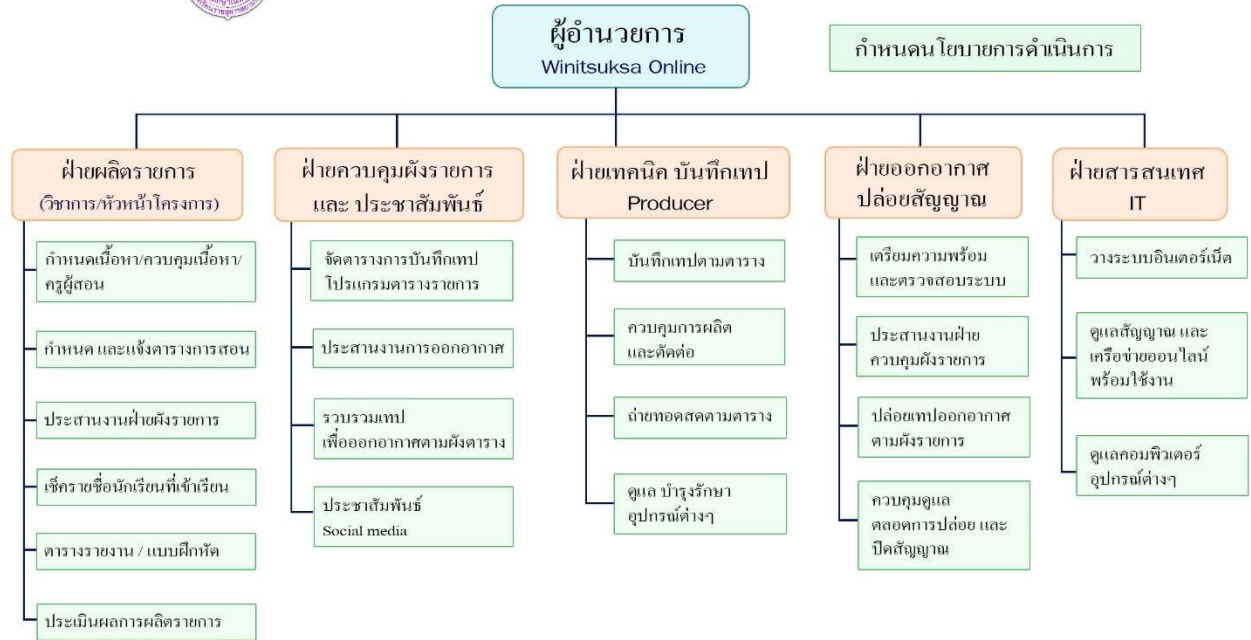 ผู้อำนวยการ
Winitsuksa Online
กำหนดนโยบายการดำเนินการ
ฝ่ายผลิตรายการ
(วิชาการ/หัวหน้าโครงการ)
กำหนดเนื้อหา/ควบคุมเนื้อหา/
ครูผู้สอน
กำหนด และแจ้งตารางการสอน
ประสานงานฝ่ายผังรายการ
เช็ครายชื่อนักเรียนที่เข้าเรียน
ตารางรายงาน / แบบฝึกหัด
ประเมินผลการผลิตรายการ
ฝ่ายควบคุมผังรายการ
และ ประชาสัมพันธ์
จัดตารางการบันทึกเทป
โปรแกรมตารางรายการ
ประสานงานการออกอากาศ
รวบรวมเทป
เพื่อออกอากาศตามผังตาราง
ประชาสัมพันธ์
Social media
ฝ่ายเทคนิค บันทึกเทป
Producer
บันทึกเทปตามตาราง
ควบคุมการผลิต
และตัดต่อ
ถ่ายทอดสดตามตาราง
ดูแล บำรุงรักษา
อุปกรณ์ต่างๆ
ฝ่ายออกอากาศ
ปล่อยสัญญาณ
เตรียมความพร้อม
และตรวจสอบระบบ
ประสานงานฝ่าย
ควบคุมผังรายการ
ปล่อยเทปออกอากาศ
ตามผังรายการ
ควบคุมดูแล
ตลอดการปล่อย และ
ปิดสัญญาณ
ฝ่ายสารสนเทศ
IT
วางระบบอินเตอร์เน็ต
ดูแลสัญญาณ และ
เครือข่ายออนไลน์
พร้อมใช้งาน
ดูแลคอมพิวเตอร์
อุปกรณ์ต่างๆ